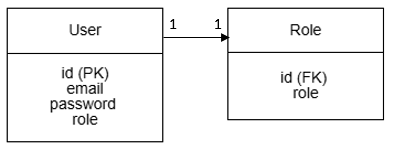 User
1
1
Role
id (PK)
email
password
role
id (FK)
role